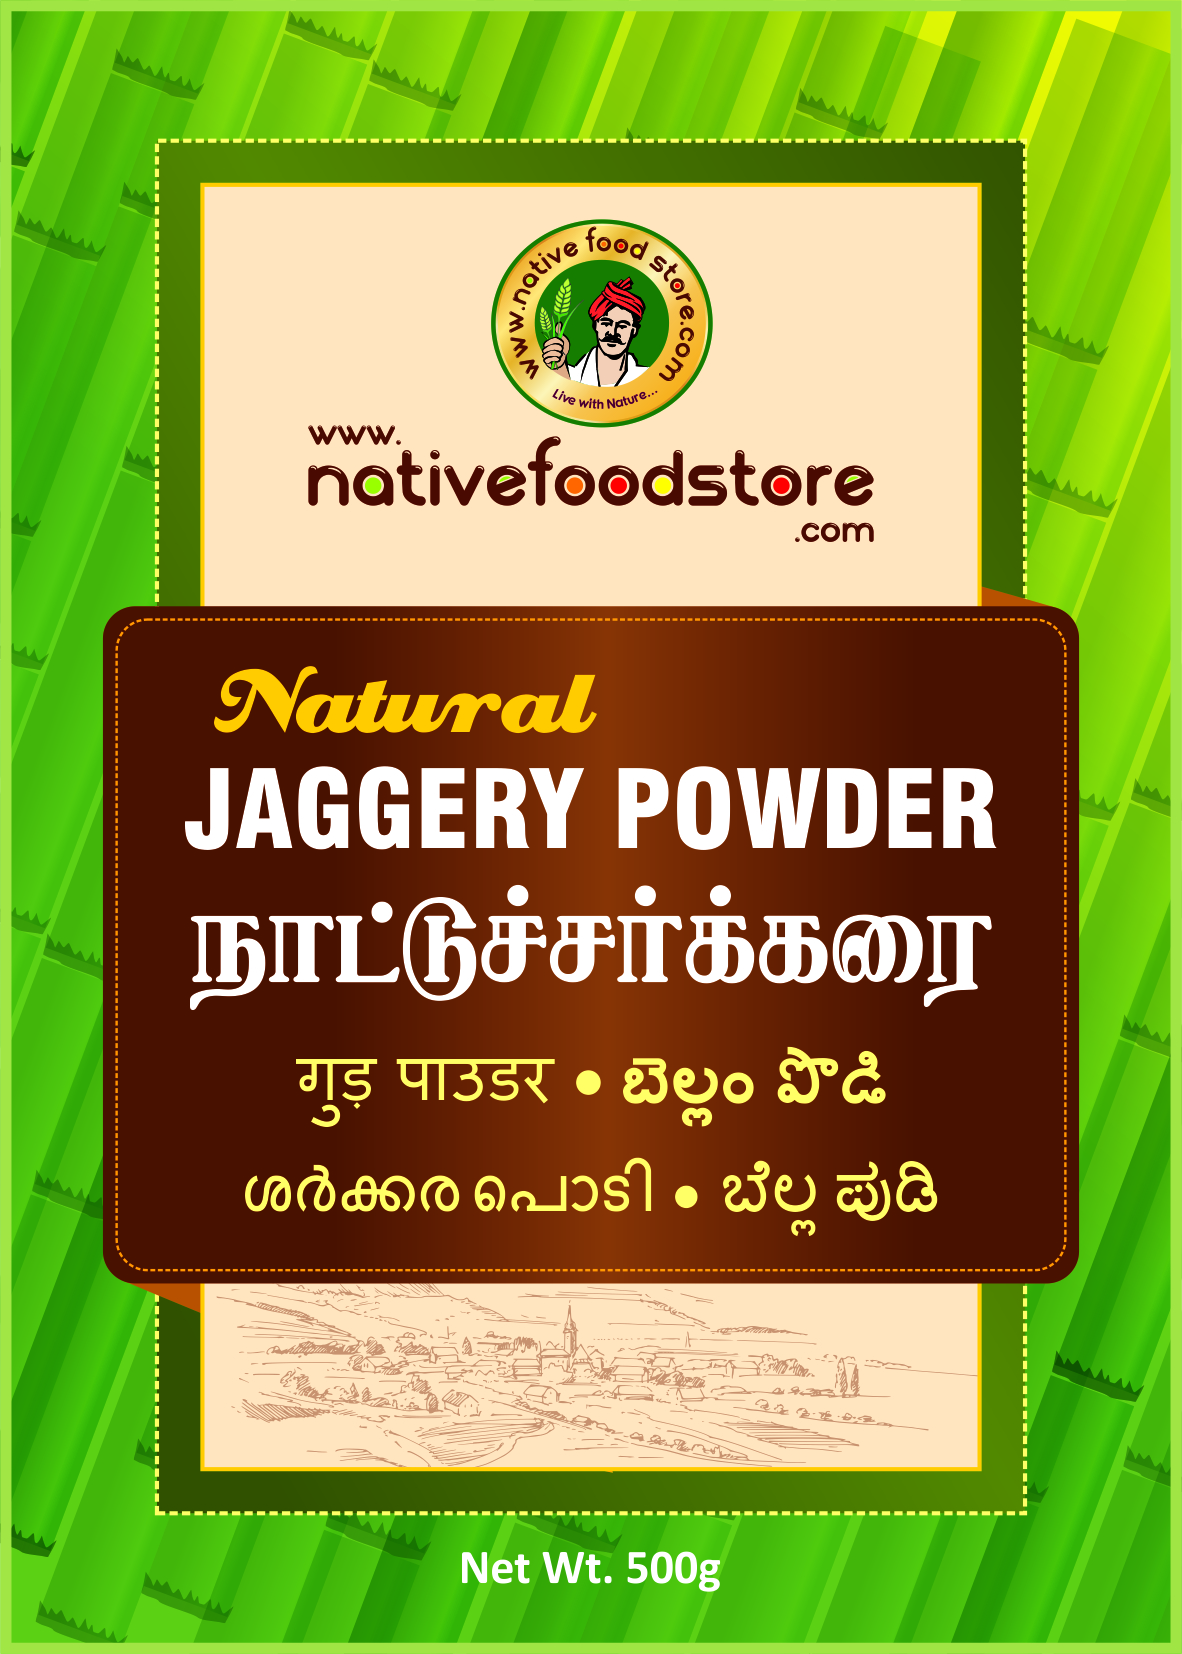 www.native food store.com
Live with Nature...
www.
nativefoodstore
.com
Natural
JAGGERY POWDER
நாட்டுச்சர்க்கரை
गुड़ पाउडर • బెల్లం పొడి
ശർക്കര പൊടി • ಬೆಲ್ಲ ಪುಡಿ
Net Wt. 500g